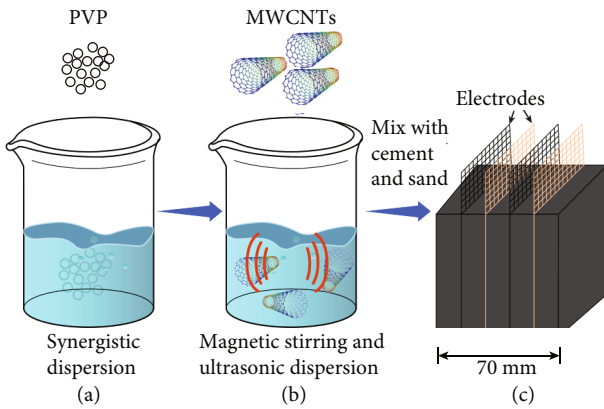 PVP
MWCNTs
Electrodes
Mix with
cement
and sand
Synergistic
dispersion
(a)
Magnetic stirring and
ultrasonic dispersion
(b)
70 mm
(c)